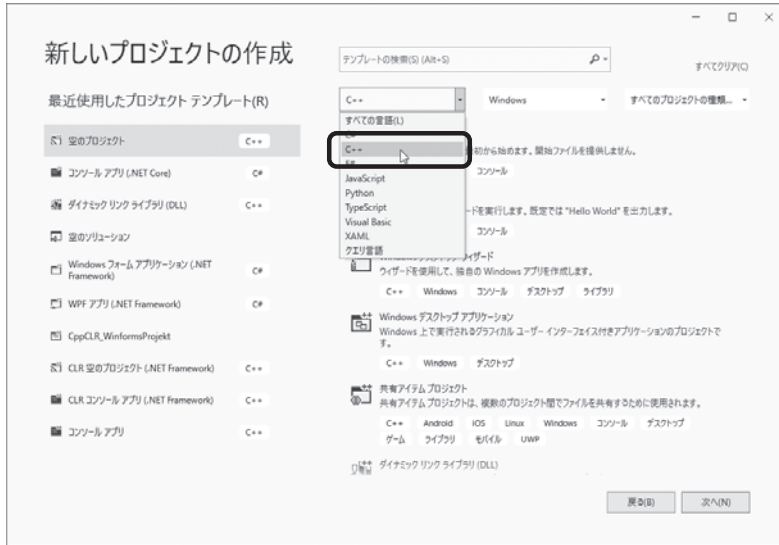 新しいプロジェクトの作成
テンプレートの検索(S) (Alt+S)
すべてクリア(C)
最近使用したプロジェクト テンプレート(R)
C++
Windows
すべてのプロジェクトの種類...
すべての言語(L)
C++
JavaScript
Python
TypeScript
Visual Basic
XAML
クエリ言語
空のプロジェクト C++
コンソール アプリ (.NET Core) C#
ダイナミック リンク ライブラリ (DLL) C++
空のソリューション
Windows フォーム アプリケーション (.NET Framework) C#
WPF アプリ (.NET Framework) C#
CppCLR_WinformsProjekt
CLR 空のプロジェクト (.NET Framework) C++
CLR コンソール アプリ (.NET Framework) C++
コンソール アプリ C++
初から始めます。開始ファイルを提供しません。
コンソール
ドを実行します。既定では "Hello World" を出力します。
コンソール
ィザード
ウィザードを使用して、独自の Windows アプリを作成します。
C++ Windows コンソール デスクトップ ライブラリ
Windows デスクトップ アプリケーション
Windows 上で実行されるグラフィカル ユーザー インターフェイス付きアプリケーションのプロジェクトです。
C++ Windows デスクトップ
共有アイテム プロジェクト
共有アイテム プロジェクトは、複数のプロジェクト間でファイルを共有するために使用されます。
C++ Android iOS Linux Windows コンソール デスクトップ
ゲーム ライブラリ モバイル UWP
ダイナミック リンク ライブラリ (DLL)
戻る(B)
次へ(N)